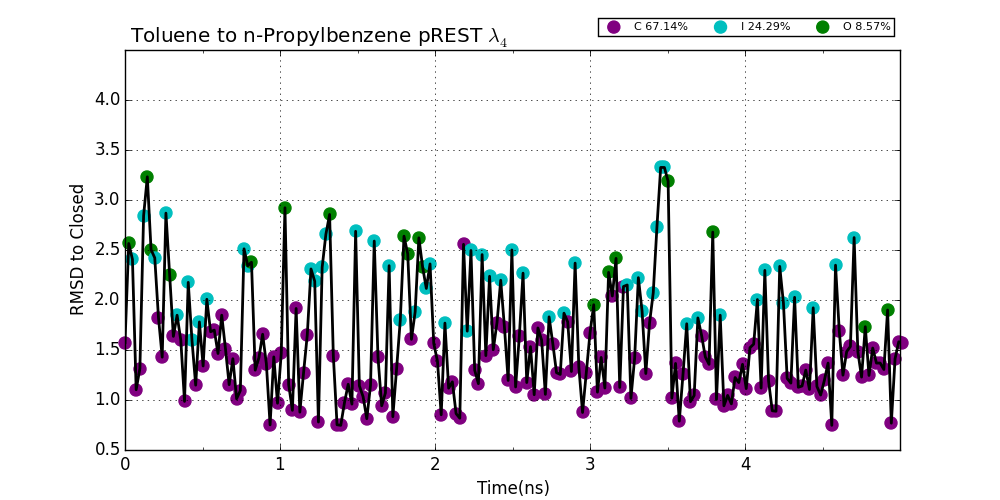 C 67.14% I 24.29% O 8.57%
Toluene to n-Propylbenzene pREST λ₄
4.0
3.5
3.0
2.5
2.0
1.5
1.0
0.5
RMSD to Closed
0 1 2 3 4
Time(ns)